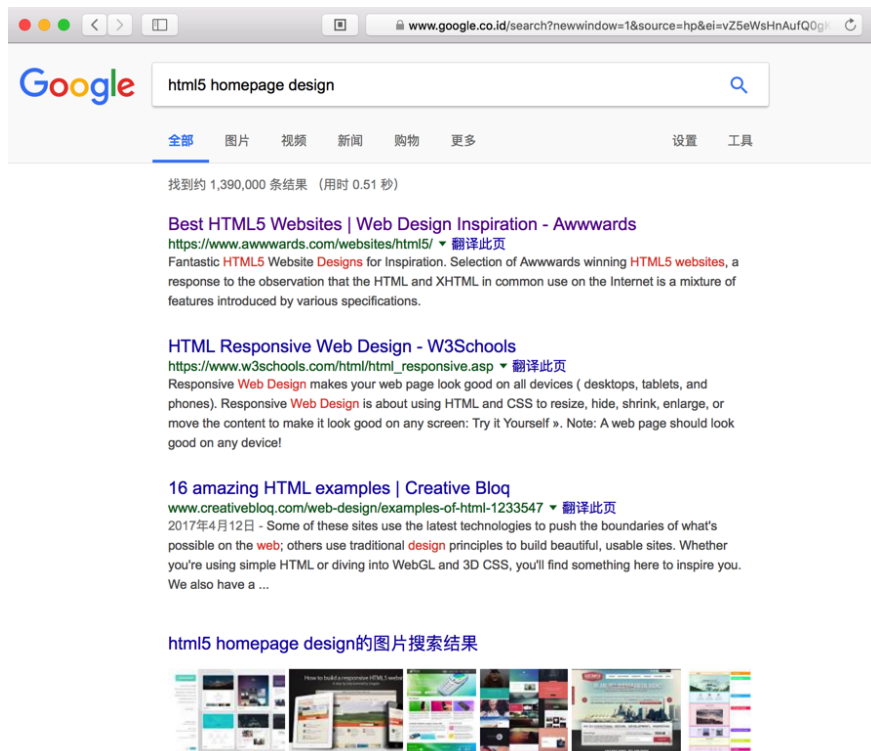 www.google.co.id/search?newwindow=1&source=hp&ei=vZ5eWsHnAufQ0gK
Google
html5 homepage design
全部 图片 视频 新闻 购物 更多 设置 工具
找到约 1,390,000 条结果 （用时 0.51 秒）
Best HTML5 Websites | Web Design Inspiration - Awwwards
https://www.awwwards.com/websites/html5/ 翻译此页
Fantastic HTML5 Website Designs for Inspiration. Selection of Awwwards winning HTML5 websites, a
response to the observation that the HTML and XHTML in common use on the Internet is a mixture of
features introduced by various specifications.
HTML Responsive Web Design - W3Schools
https://www.w3schools.com/html/html_responsive.asp 翻译此页
Responsive Web Design makes your web page look good on all devices ( desktops, tablets, and
phones). Responsive Web Design is about using HTML and CSS to resize, hide, shrink, enlarge, or
move the content to make it look good on any screen: Try it Yourself ». Note: A web page should look
good on any device!
16 amazing HTML examples | Creative Bloq
www.creativebloq.com/web-design/examples-of-html-1233547 翻译此页
2017年4月12日 - Some of these sites use the latest technologies to push the boundaries of what's
possible on the web; others use traditional design principles to build beautiful, usable sites. Whether
you're using simple HTML or diving into WebGL and 3D CSS, you'll find something here to inspire you.
We also have a ...
html5 homepage design的图片搜索结果
How to build a responsive HTML5 websi